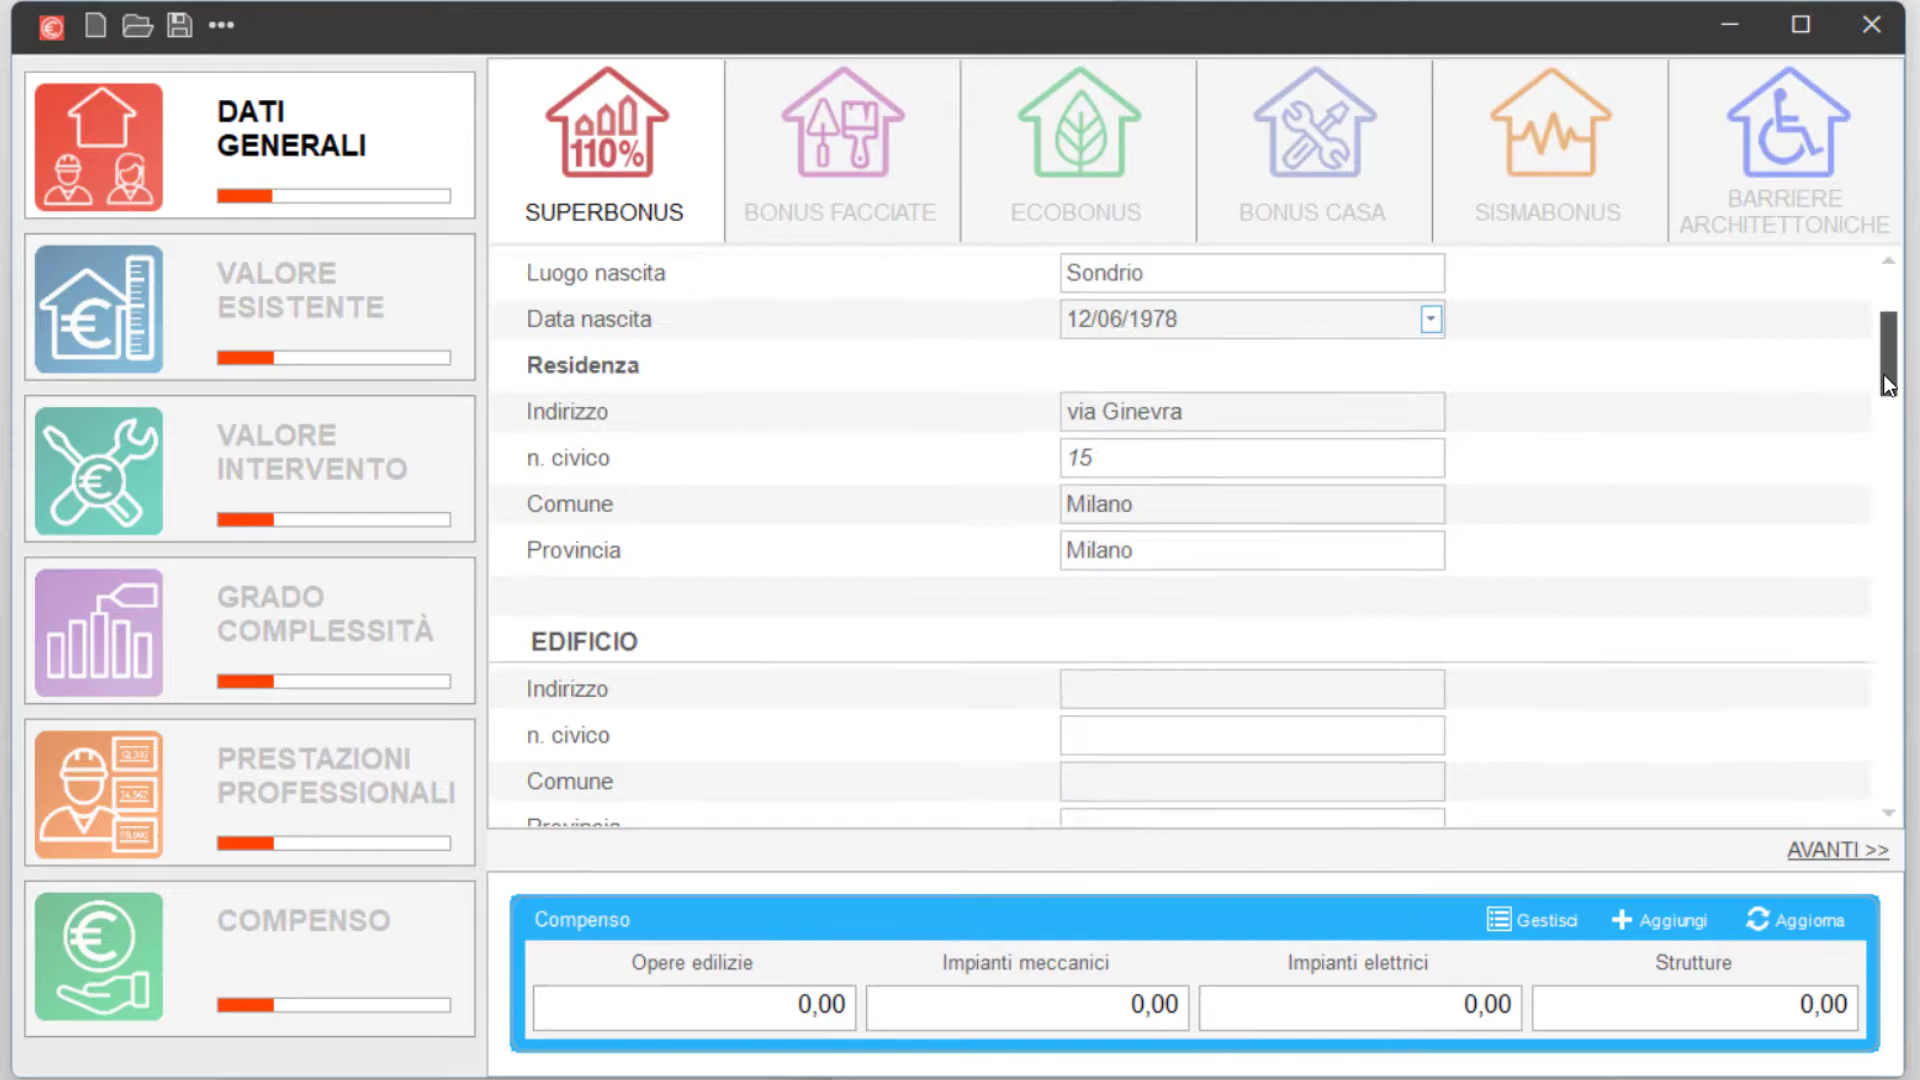 DATI
GENERALI
VALORE
ESISTENTE
VALORE
INTERVENTO
GRADO
COMPLESSITÀ
PRESTAZIONI
PROFESSIONALI
COMPENSO
110%
SUPERBONUS
BONUS FACCIATE
ECOBONUS
BONUS CASA
SISMABONUS
BARRIERE
ARCHITETTONICHE
Luogo nascita Sondrio
Data nascita 12/06/1978
Residenza
Indirizzo via Ginevra
n. civico 15
Comune Milano
Provincia Milano
EDIFICIO
Indirizzo
n. civico
Comune
Provincia
AVANTI >>
Compenso Gestisci Aggiungi Aggiorna
Opere edilizie Impianti meccanici Impianti elettrici Strutture
0,00 0,00 0,00 0,00